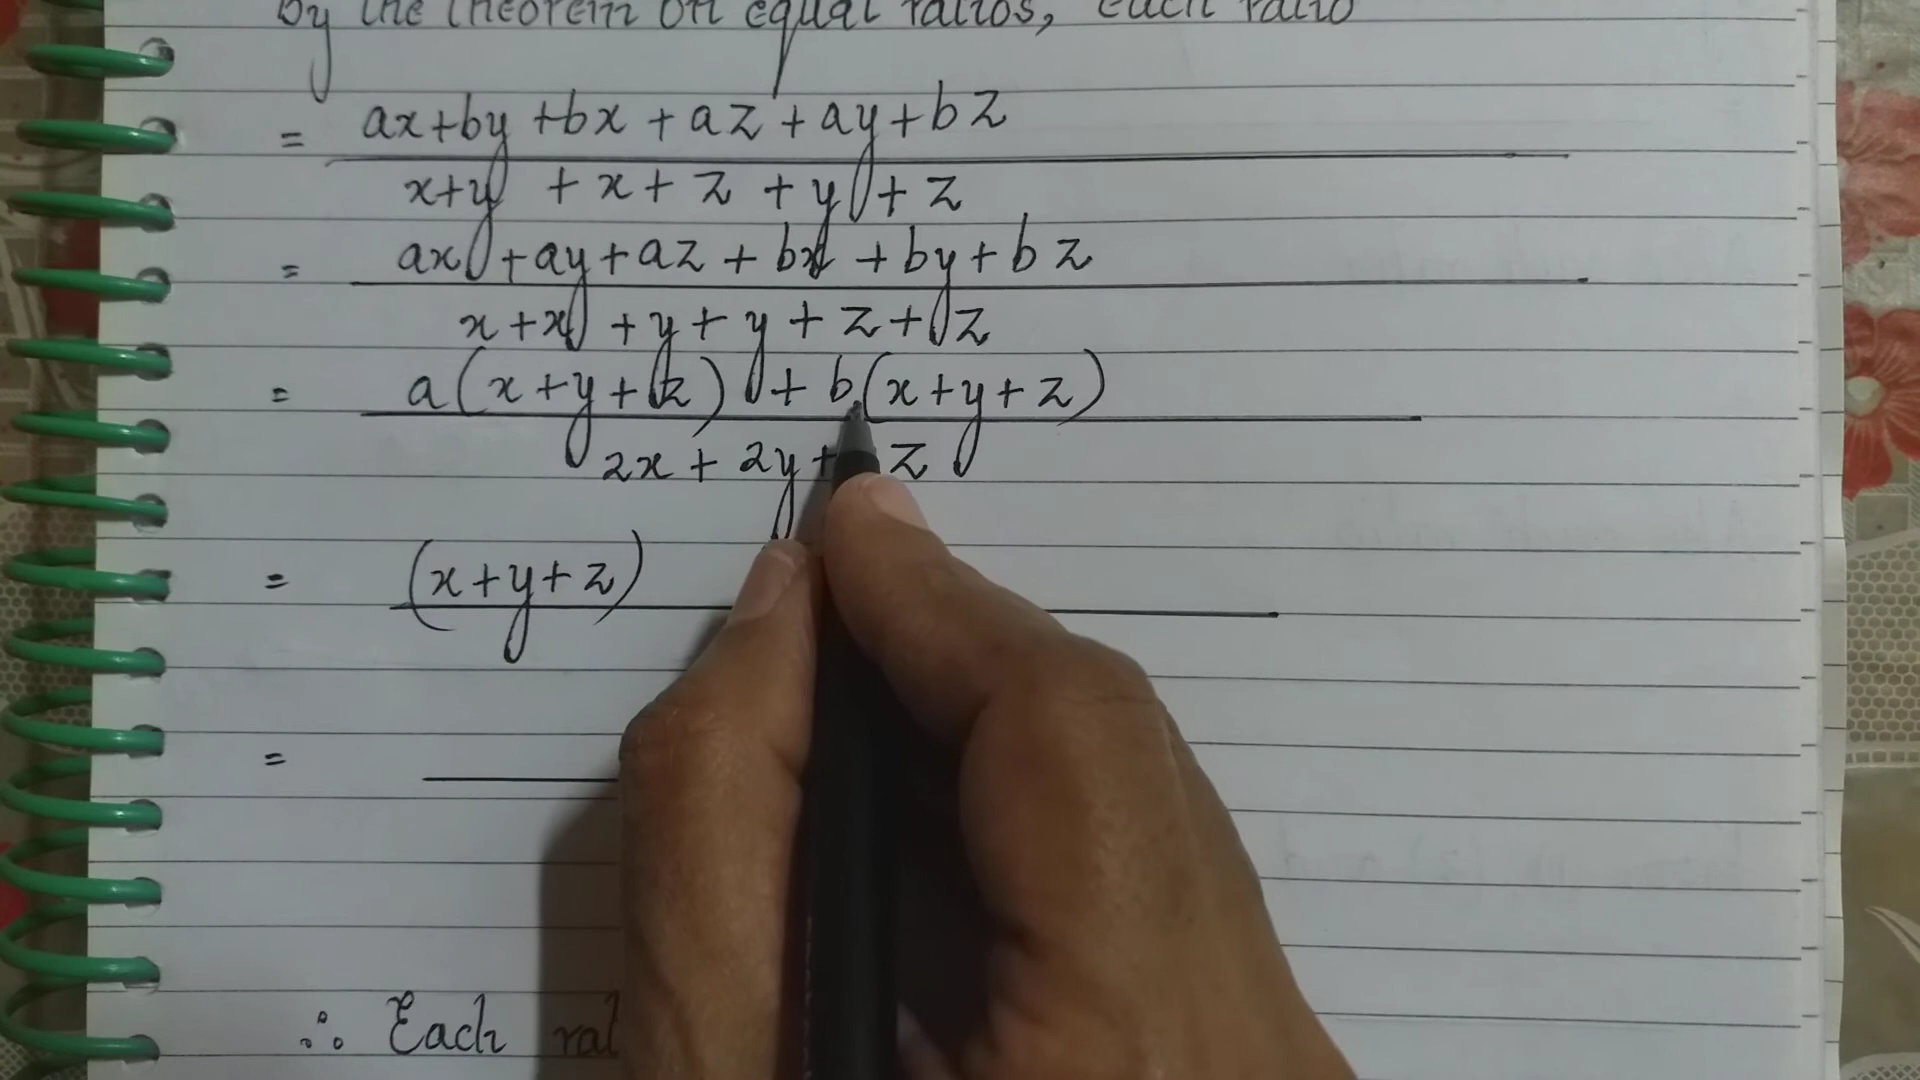 By the theorem on equal ratios, each ratio
= ax+by +bx + az + ay + bz
x+y + x + z + y + z
= ax + ay + az + bx + by + bz
x + x + y + y + z + z
= a(x+y+z) + b(x+y+z)
2x + 2y + z
= (x+y+z)
=
∴ Each